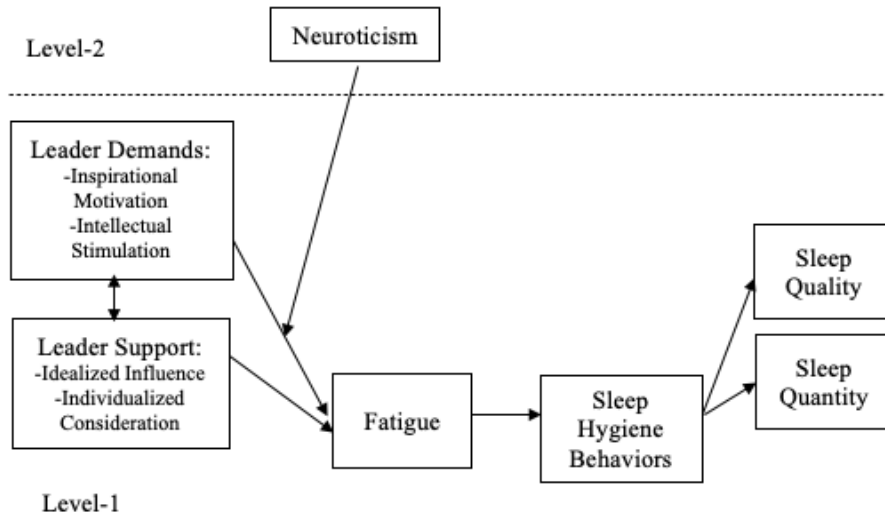 Neuroticism
Level-2
Leader Demands:
-Inspirational
Motivation
-Intellectual
Stimulation
Sleep
Quality
Leader Support:
-Idealized Influence
-Individualized
Consideration
Sleep
Quantity
Fatigue
Sleep
Hygiene
Behaviors
Level-1